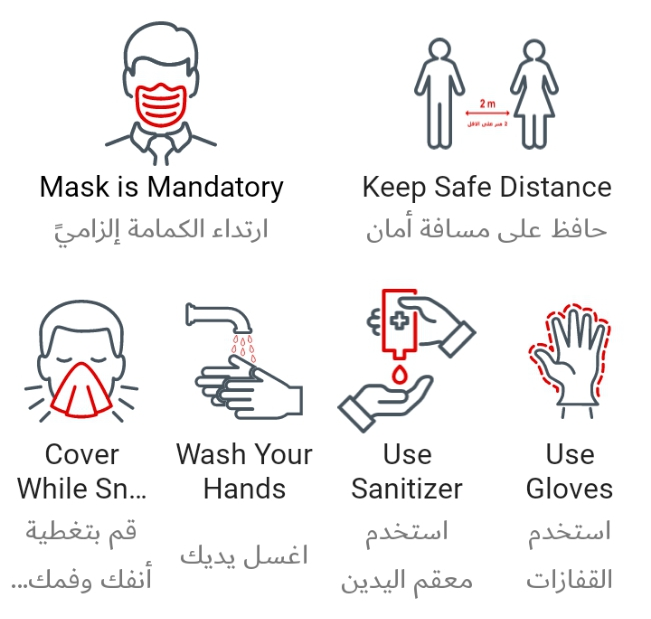 2 m
2 متر على الاقل
Mask is Mandatory
ارتداء الكمامة إلزاميً
Keep Safe Distance
حافظ على مسافة أمان
Cover
While Sn...
قم بتغطية
أنفك وفمك...
Wash Your
Hands
اغسل يديك
Use
Sanitizer
استخدم
معقم اليدين
Use
Gloves
استخدم
القفازات